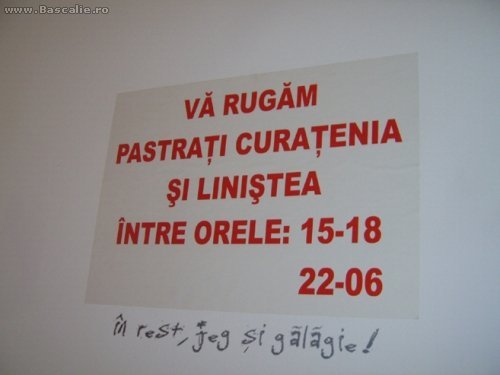 www.Bascalie.ro
VĂ RUGĂM
PASTRAȚI CURAȚENIA
ŞI LINIŞTEA
ÎNTRE ORELE: 15-18
22-06
în rest, jeg și gălăgie!